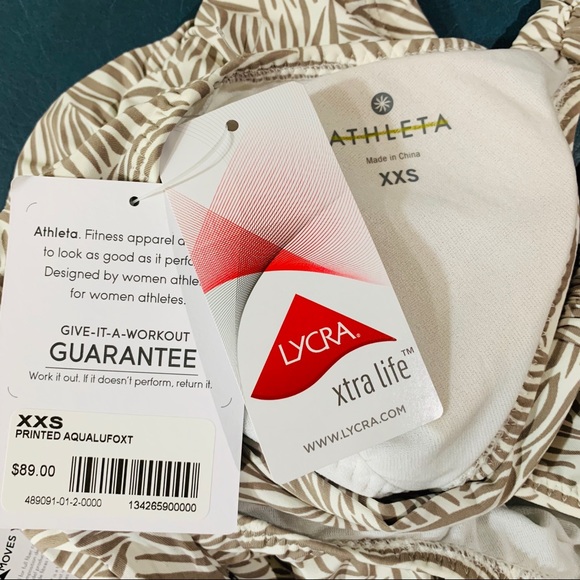 ATHLETA
Made in China
XXS
Athleta. Fitness apparel
to look as good as it
Designed by women
for women athletes.
GIVE-IT-A-WORKOUT
GUARANTEE
Work it out. If it doesn't perform, return it.
XXS
PRINTED AQUALUFOXT
$89.00
489091-01-2-0000
134265900000
LYCRA®
xtra life™
WWW.LYCRA.COM
MOVES